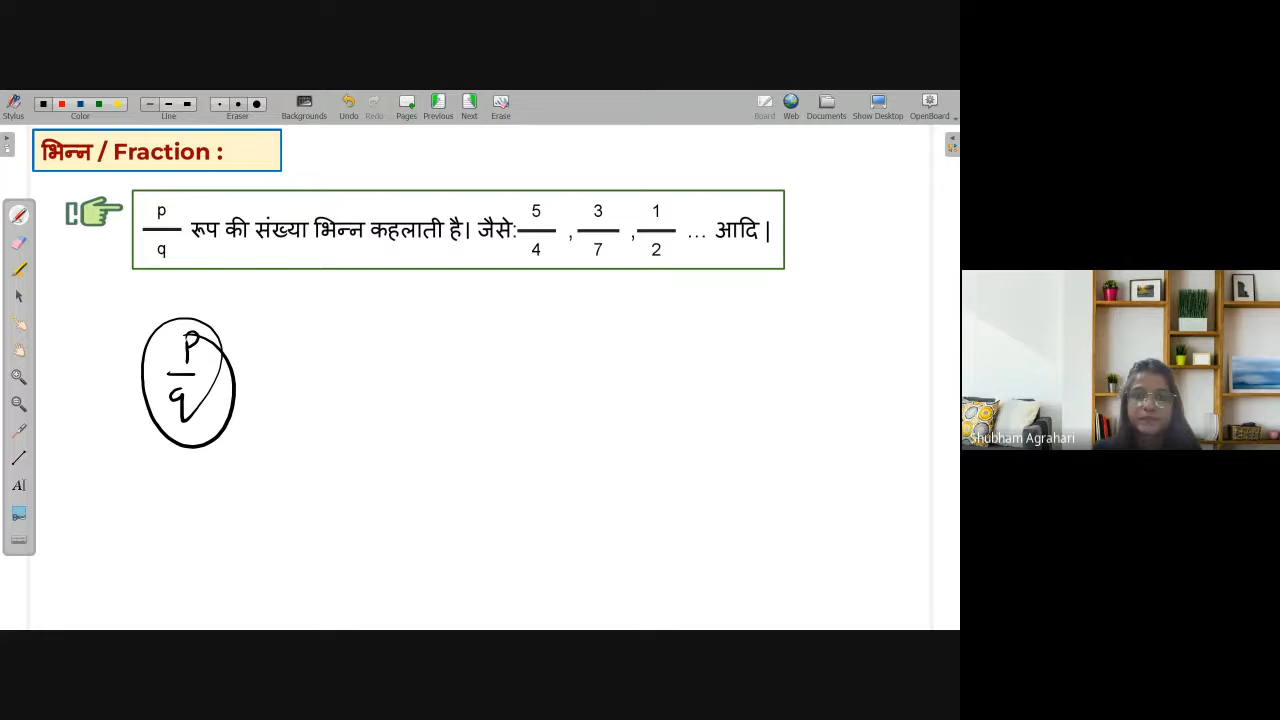 Stylus Color Line Eraser Backgrounds Undo Redo Pages Previous Next Erase Board Web Documents Show Desktop OpenBoard
भिन्न / Fraction :
p/q रूप की संख्या भिन्न कहलाती है। जैसे: 5/4 , 3/7 , 1/2 ... आदि |
p
q
Shubham Agrahari